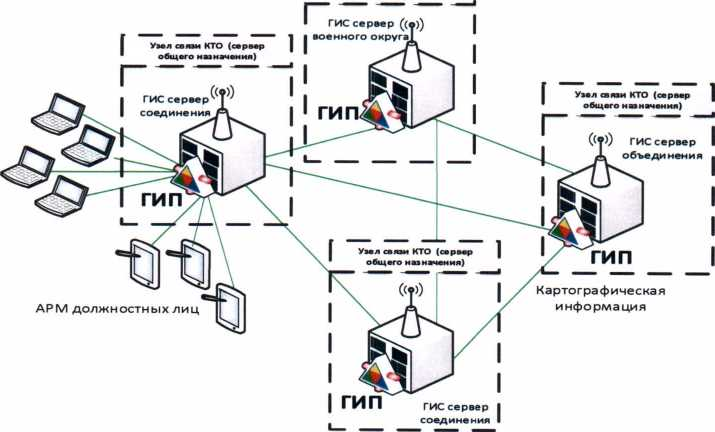 ГИС сервер
военного округа
ГИП
Узел связи КТО (сервер
общего назначения)
ГИС сервер
соединения
ГИП
Узел связи КТО (сервер
общего назначения)
ГИС сервер
объединения
ГИП
Узел связи КТО (сервер
общего назначения)
ГИП
ГИС сервер
соединения
АРМ должностных лиц
Картографическая
информация